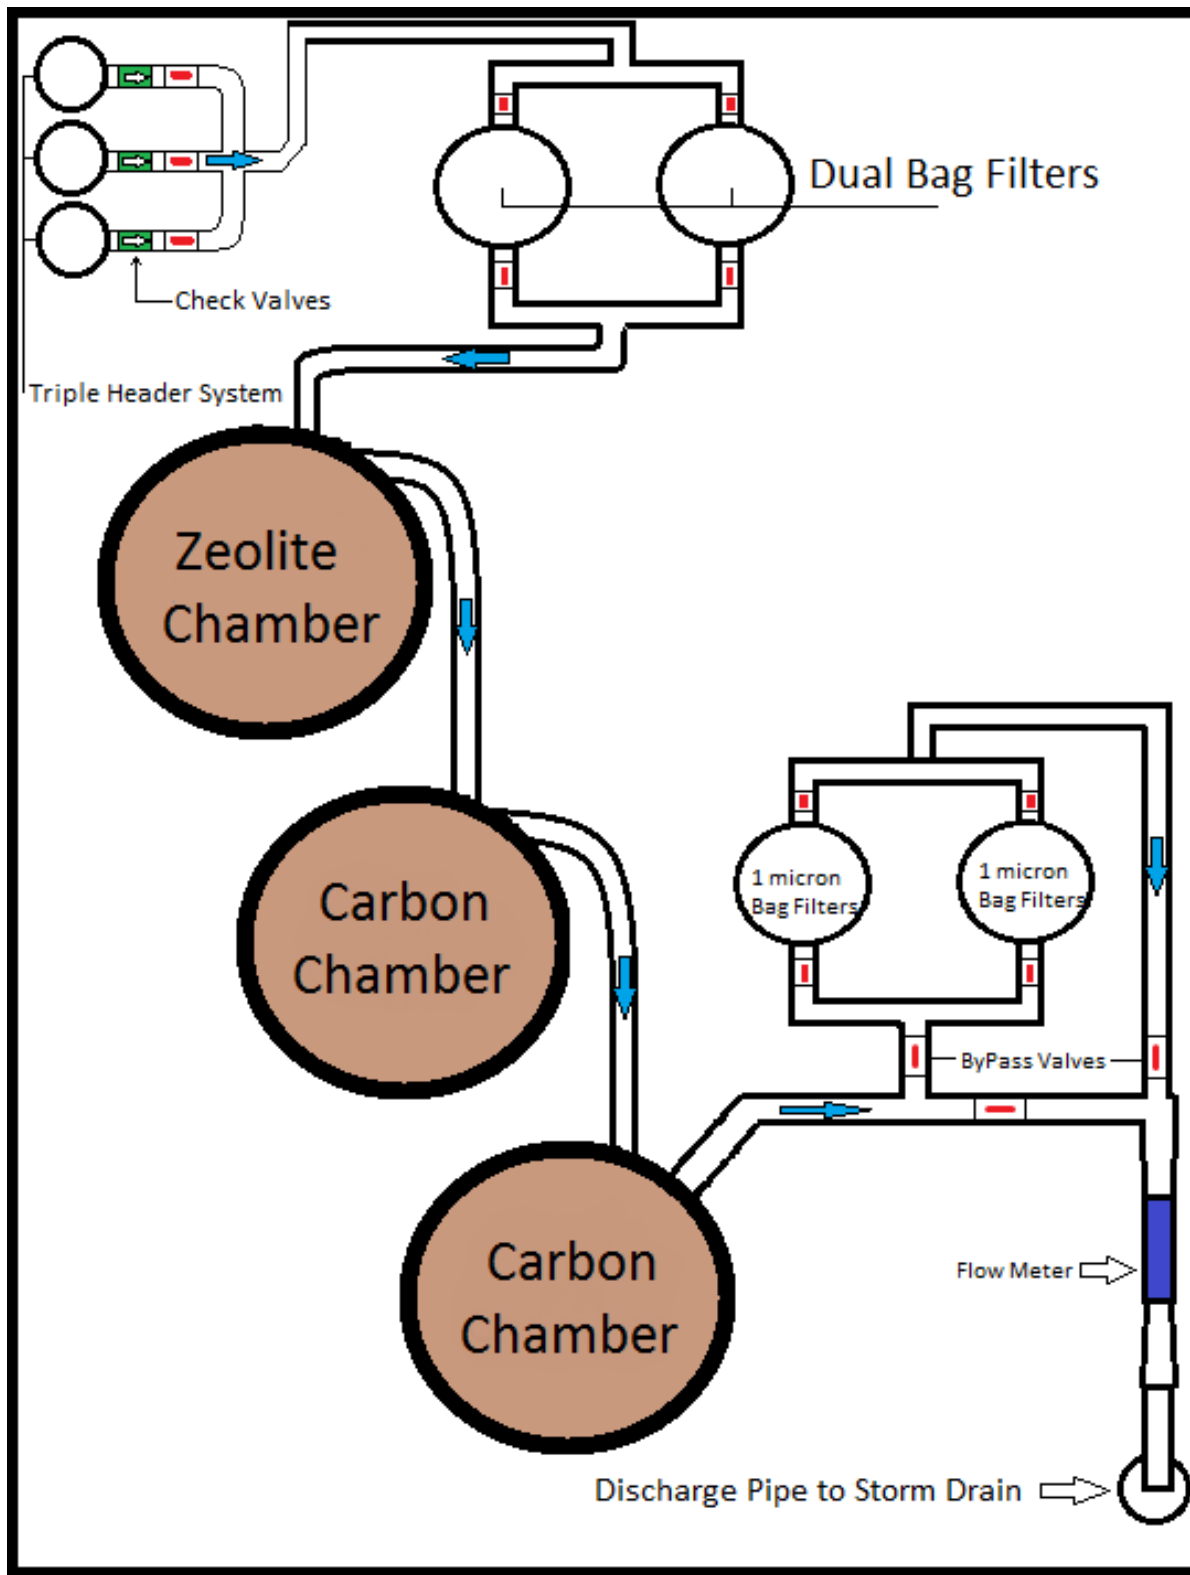 Dual Bag Filters
Check Valves
Triple Header System
Zeolite
Chamber
Carbon
Chamber
1 micron
Bag Filters
1 micron
Bag Filters
ByPass Valves
Carbon
Chamber
Flow Meter
Discharge Pipe to Storm Drain